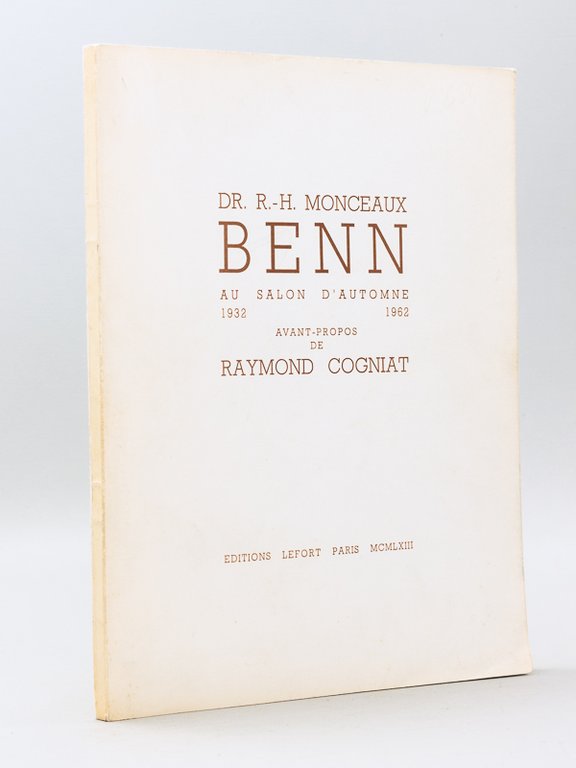 DR. R.-H. MONCEAUX
BENN
AU SALON D'AUTOMNE
1932 1962
AVANT-PROPOS
DE
RAYMOND COGNIAT
EDITIONS LEFORT PARIS MCMLXIII